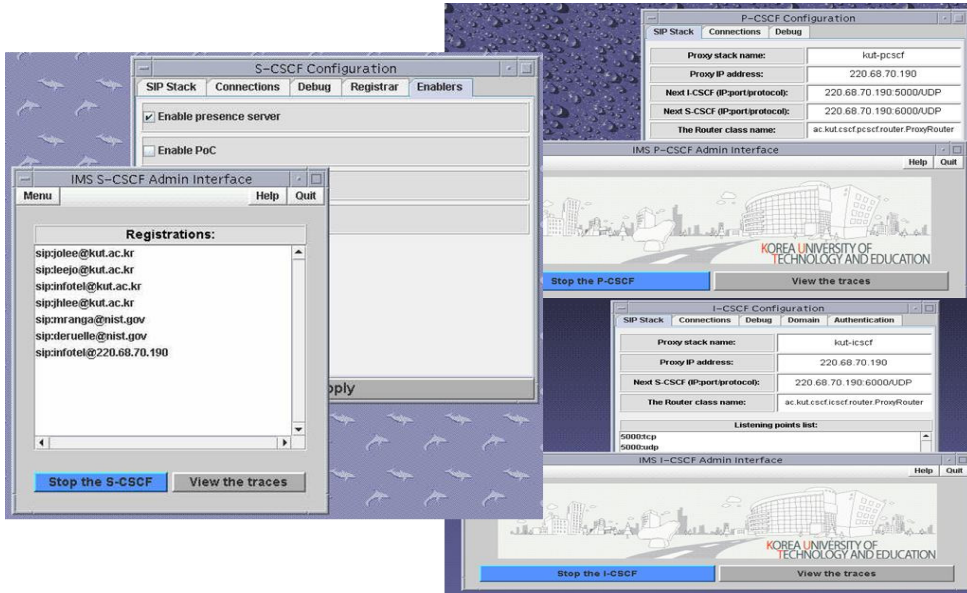 S-CSCF Configuration
SIP Stack Connections Debug Registrar Enablers
Enable presence server
Enable PoC
IMS S-CSCF Admin Interface
Menu Help Quit
Registrations:
sip:jolee@kut.ac.kr
sip:leejo@kut.ac.kr
sip:infotel@kut.ac.kr
sip:jhlee@kut.ac.kr
sip:mranga@nist.gov
sip:deruelle@nist.gov
sip:infotel@220.68.70.190
Stop the S-CSCF View the traces
P-CSCF Configuration
SIP Stack Connections Debug
Proxy stack name: kut-pcscf
Proxy IP address: 220.68.70.190
Next I-CSCF (IP:port/protocol): 220.68.70.190:5000/UDP
Next S-CSCF (IP:port/protocol): 220.68.70.190:6000/UDP
The Router class name: ac.kut.cscf.pcscf.router.ProxyRouter
IMS P-CSCF Admin Interface
Help Quit
KOREA UNIVERSITY OF
TECHNOLOGY AND EDUCATION
Stop the P-CSCF View the traces
I-CSCF Configuration
SIP Stack Connections Debug Domain Authentication
Proxy stack name: kut-icscf
Proxy IP address: 220.68.70.190
Next S-CSCF (IP:port/protocol): 220.68.70.190:6000/UDP
The Router class name: ac.kut.cscf.icscf.router.ProxyRouter
Listening points list:
5000:tcp
5000:udp
IMS I-CSCF Admin Interface
Help Quit
KOREA UNIVERSITY OF
TECHNOLOGY AND EDUCATION
Stop the I-CSCF View the traces